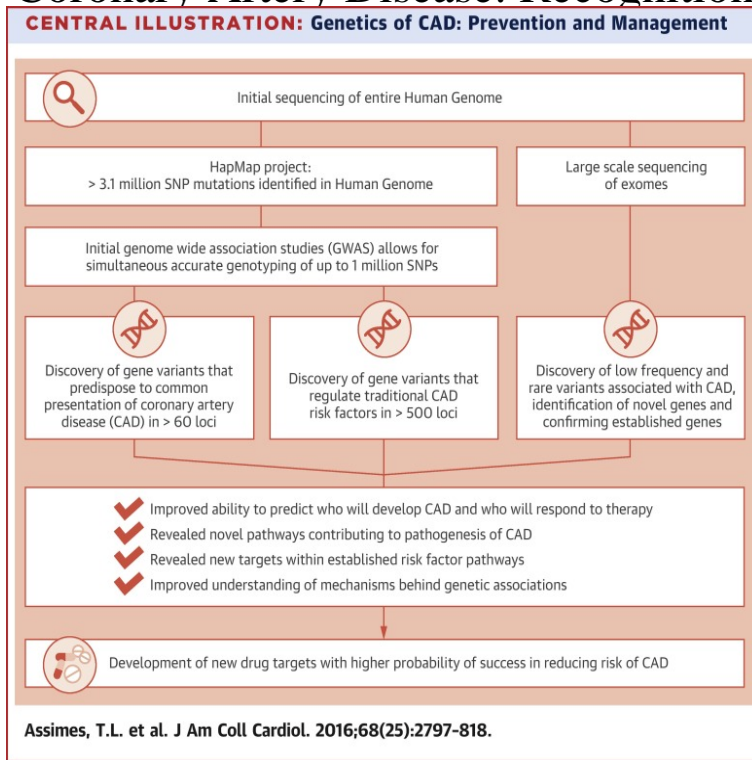 Coronary Artery Disease: Recognition
CENTRAL ILLUSTRATION: Genetics of CAD: Prevention and Management
Initial sequencing of entire Human Genome
HapMap project:
> 3.1 million SNP mutations identified in Human Genome
Large scale sequencing
of exomes
Initial genome wide association studies (GWAS) allows for
simultaneous accurate genotyping of up to 1 million SNPs
Discovery of gene variants that
predispose to common
presentation of coronary artery
disease (CAD) in > 60 loci
Discovery of gene variants that
regulate traditional CAD
risk factors in > 500 loci
Discovery of low frequency and
rare variants associated with CAD,
identification of novel genes and
confirming established genes
Improved ability to predict who will develop CAD and who will respond to therapy
Revealed novel pathways contributing to pathogenesis of CAD
Revealed new targets within established risk factor pathways
Improved understanding of mechanisms behind genetic associations
Development of new drug targets with higher probability of success in reducing risk of CAD
Assimes, T.L. et al. J Am Coll Cardiol. 2016;68(25):2797-818.